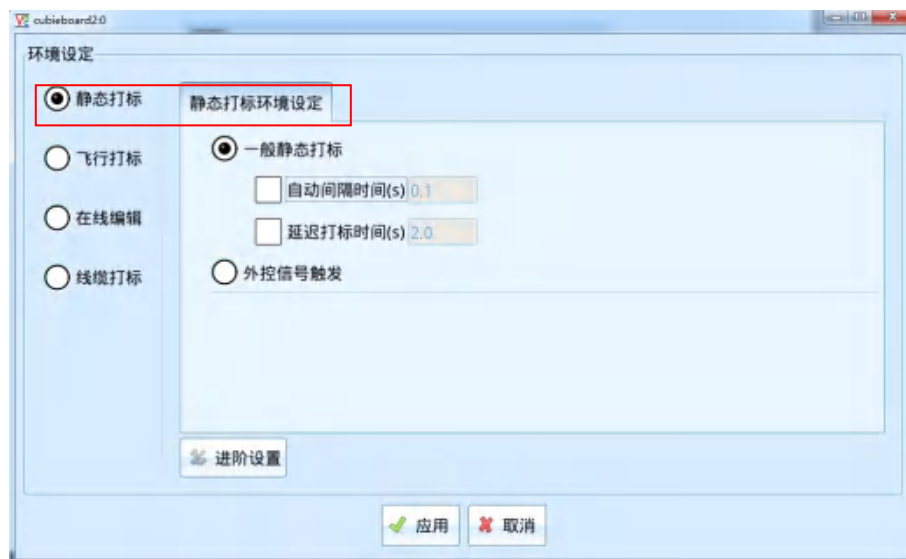 cubieboard2.0
环境设定
静态打标
静态打标环境设定
飞行打标
在线编辑
线缆打标
一般静态打标
自动间隔时间(s) 0.1
延迟打标时间(s) 2.0
外控信号触发
进阶设置
应用
取消